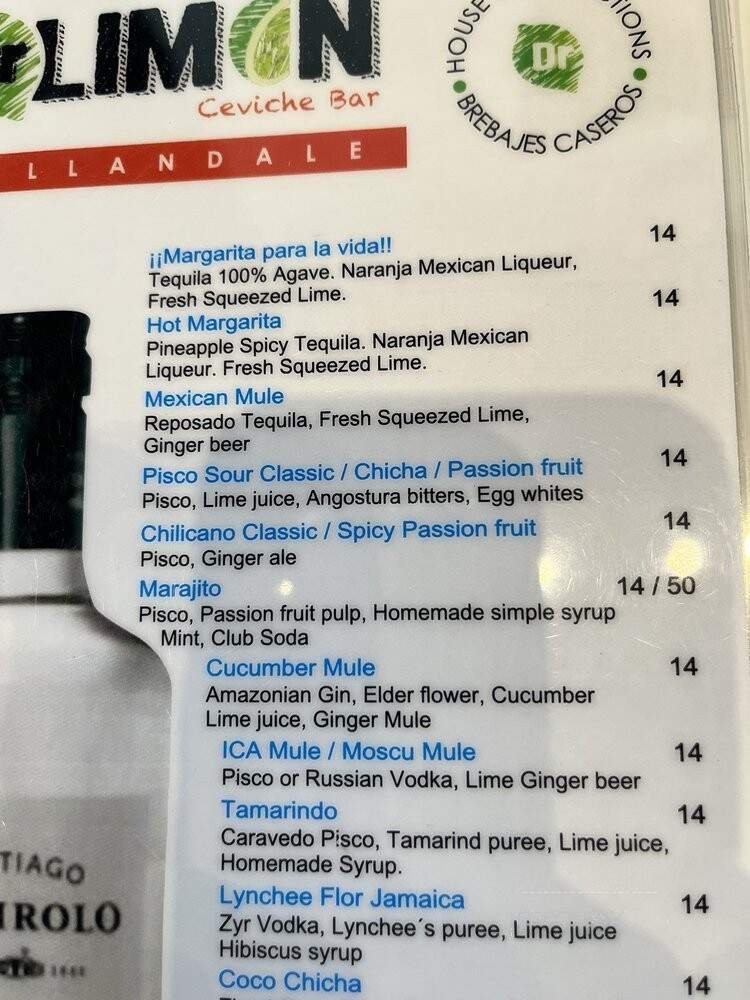 LIMÓN
Ceviche Bar
LLANDALE
HOUSE
Dr
BREBAJES CASEROS
¡¡Margarita para la vida!! 14
Tequila 100% Agave. Naranja Mexican Liqueur,
Fresh Squeezed Lime.
Hot Margarita 14
Pineapple Spicy Tequila. Naranja Mexican
Liqueur. Fresh Squeezed Lime.
Mexican Mule 14
Reposado Tequila, Fresh Squeezed Lime,
Ginger beer
Pisco Sour Classic / Chicha / Passion fruit 14
Pisco, Lime juice, Angostura bitters, Egg whites
Chilicano Classic / Spicy Passion fruit 14
Pisco, Ginger ale
Marajito 14 / 50
Pisco, Passion fruit pulp, Homemade simple syrup
Mint, Club Soda
Cucumber Mule 14
Amazonian Gin, Elder flower, Cucumber
Lime juice, Ginger Mule
ICA Mule / Moscu Mule 14
Pisco or Russian Vodka, Lime Ginger beer
Tamarindo 14
Caravedo Pisco, Tamarind puree, Lime juice,
Homemade Syrup.
Lynchee Flor Jamaica 14
Zyr Vodka, Lynchee´s puree, Lime juice
Hibiscus syrup
Coco Chicha 14
TIAGO
IROLO